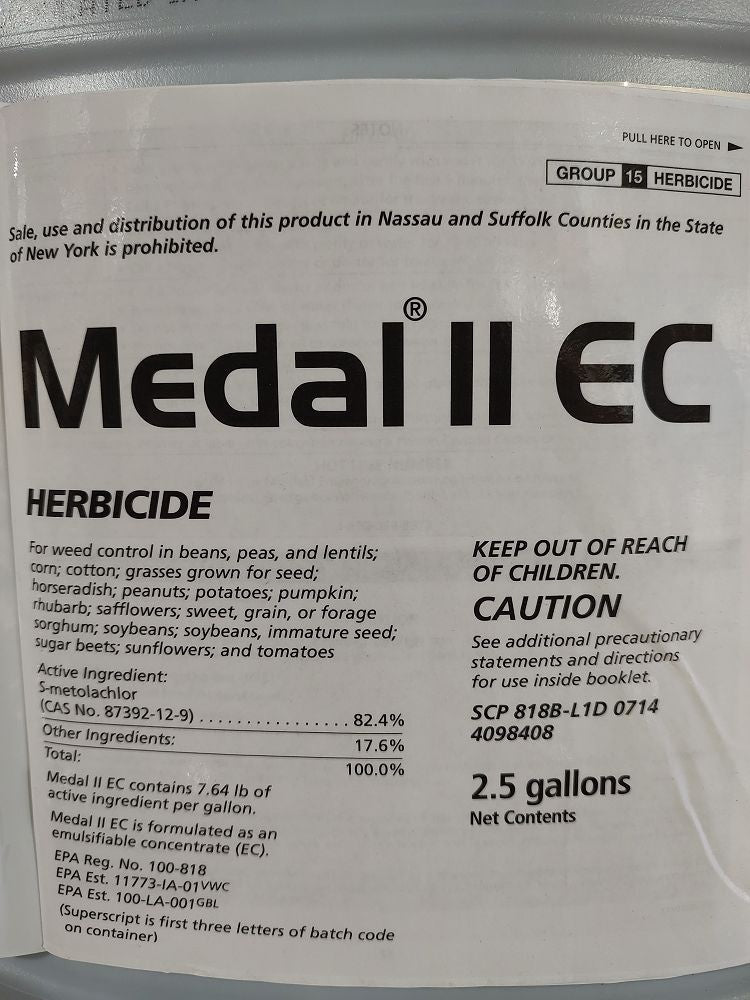 PULL HERE TO OPEN
GROUP 15 HERBICIDE
Sale, use and distribution of this product in Nassau and Suffolk Counties in the State
of New York is prohibited.
Medal® II EC
HERBICIDE
For weed control in beans, peas, and lentils;
corn; cotton; grasses grown for seed;
horseradish; peanuts; potatoes; pumpkin;
rhubarb; safflowers; sweet, grain, or forage
sorghum; soybeans; soybeans, immature seed;
sugar beets; sunflowers; and tomatoes
Active Ingredient:
S-metolachlor
(CAS No. 87392-12-9) . . . . . . . . . . . . . . . . 82.4%
Other Ingredients: 17.6%
Total: 100.0%
Medal II EC contains 7.64 lb of
active ingredient per gallon.
Medal II EC is formulated as an
emulsifiable concentrate (EC).
EPA Reg. No. 100-818
EPA Est. 11773-IA-01VWC
EPA Est. 100-LA-001GBL
(Superscript is first three letters of batch code
on container)
KEEP OUT OF REACH
OF CHILDREN.
CAUTION
See additional precautionary
statements and directions
for use inside booklet.
SCP 818B-L1D 0714
4098408
2.5 gallons
Net Contents